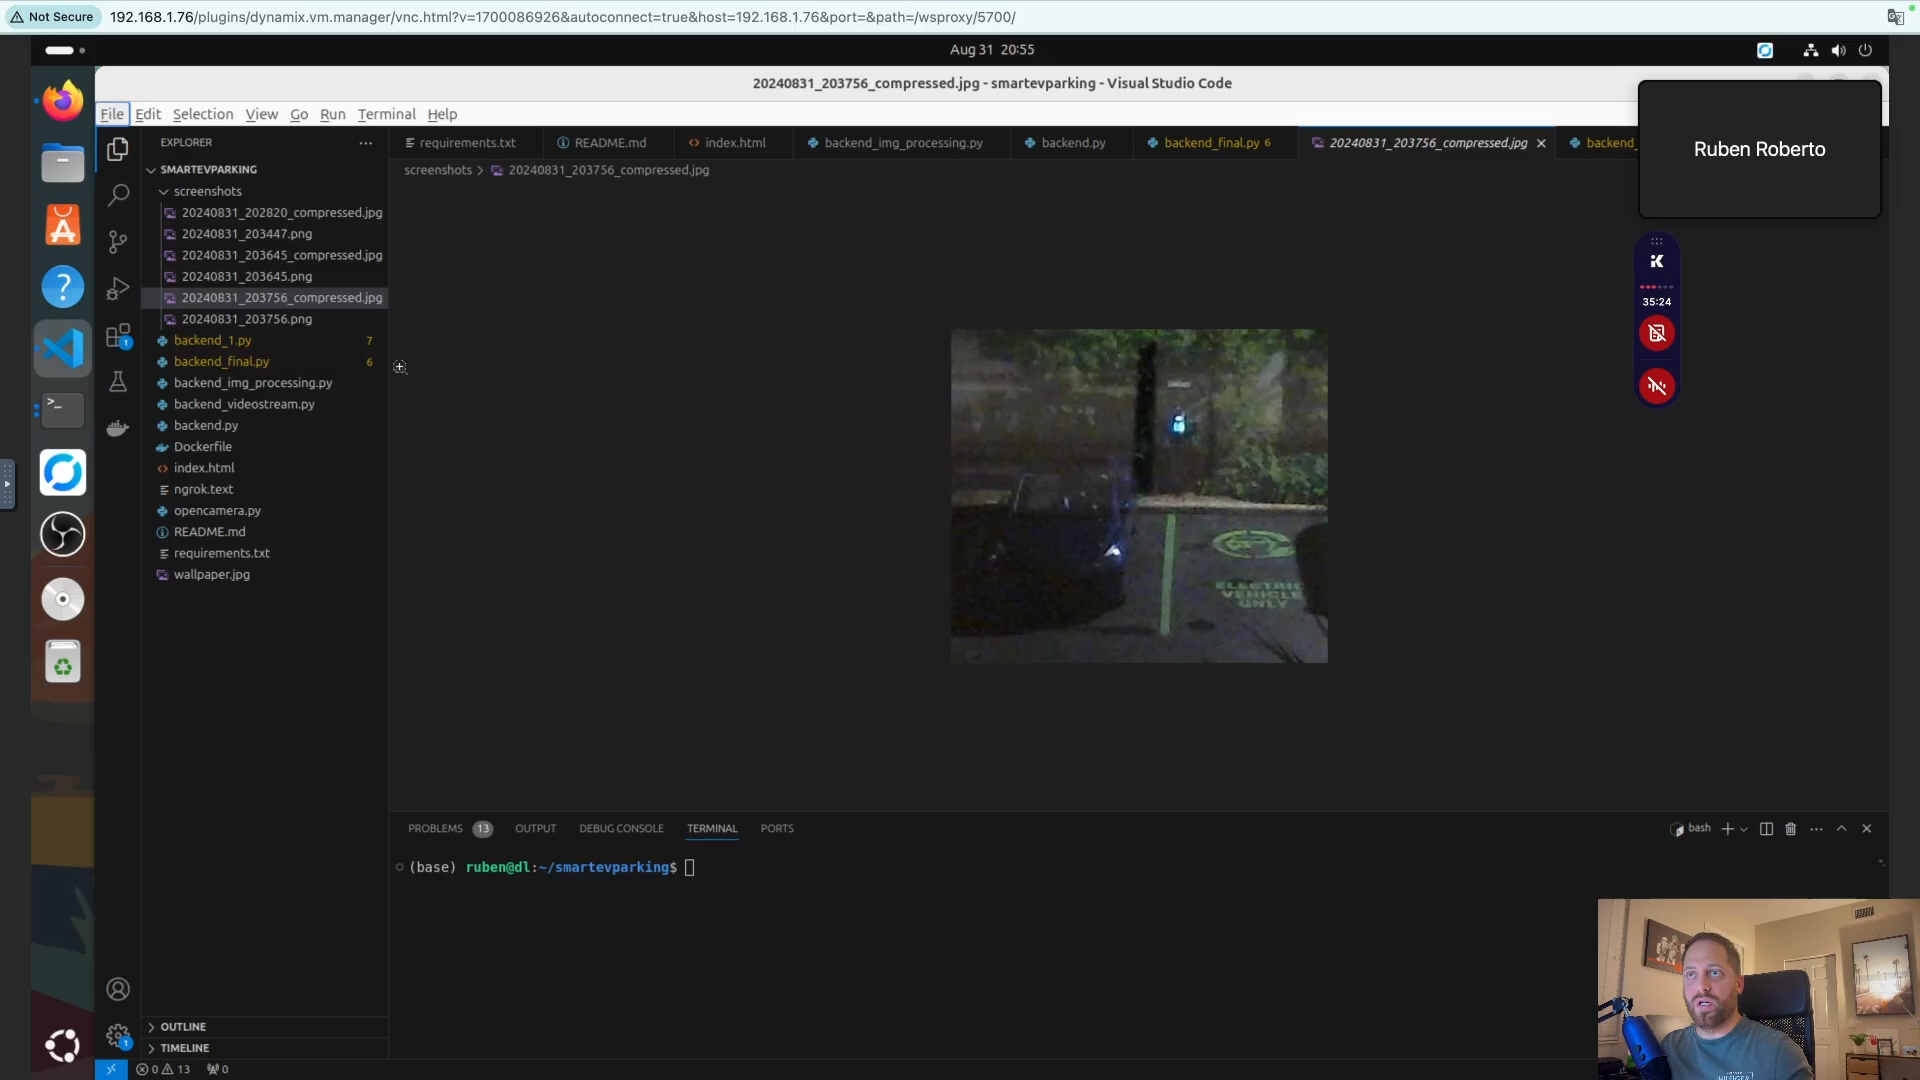 Not Secure 192.168.1.76/plugins/dynamix.vm.manager/vnc.html?v=1700086926&autoconnect=true&host=192.168.1.76&port=&path=/wsproxy/5700/
Aug 31 20:55
20240831_203756_compressed.jpg - smartevparking - Visual Studio Code
File Edit Selection View Go Run Terminal Help
Ruben Roberto
EXPLORER
requirements.txt README.md index.html backend_img_processing.py backend.py backend_final.py 6 20240831_203756_compressed.jpg backend_
SMARTEVPARKING
screenshots > 20240831_203756_compressed.jpg
screenshots
20240831_202820_compressed.jpg
20240831_203447.png
20240831_203645_compressed.jpg
20240831_203645.png
20240831_203756_compressed.jpg
20240831_203756.png
backend_1.py 7
backend_final.py 6
backend_img_processing.py
backend_videostream.py
backend.py
Dockerfile
index.html
ngrok.text
opencamera.py
README.md
requirements.txt
wallpaper.jpg
35:24
ELECTRIC
VEHICLE
ONLY
PROBLEMS 13 OUTPUT DEBUG CONSOLE TERMINAL PORTS
bash
(base) ruben@dl:~/smartevparking$
OUTLINE
TIMELINE
0 13 0